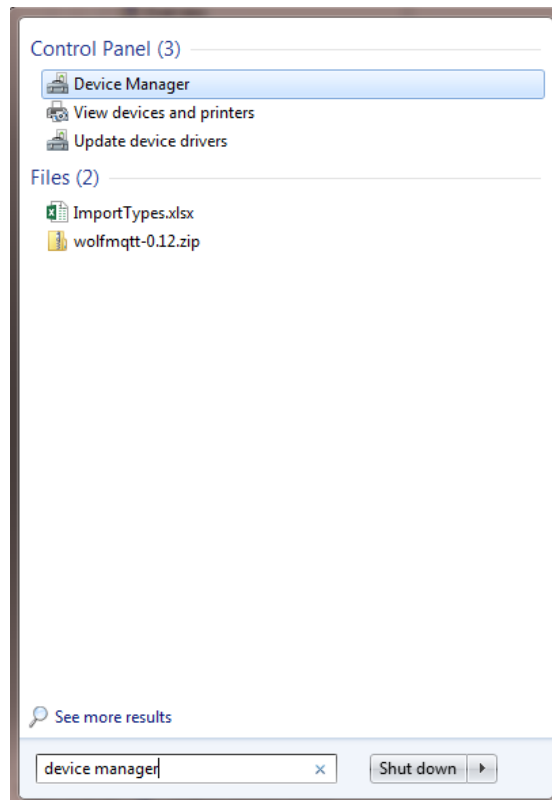 Control Panel (3)
Device Manager
View devices and printers
Update device drivers
Files (2)
ImportTypes.xlsx
wolfmqtt-0.12.zip
See more results
device manager
Shut down